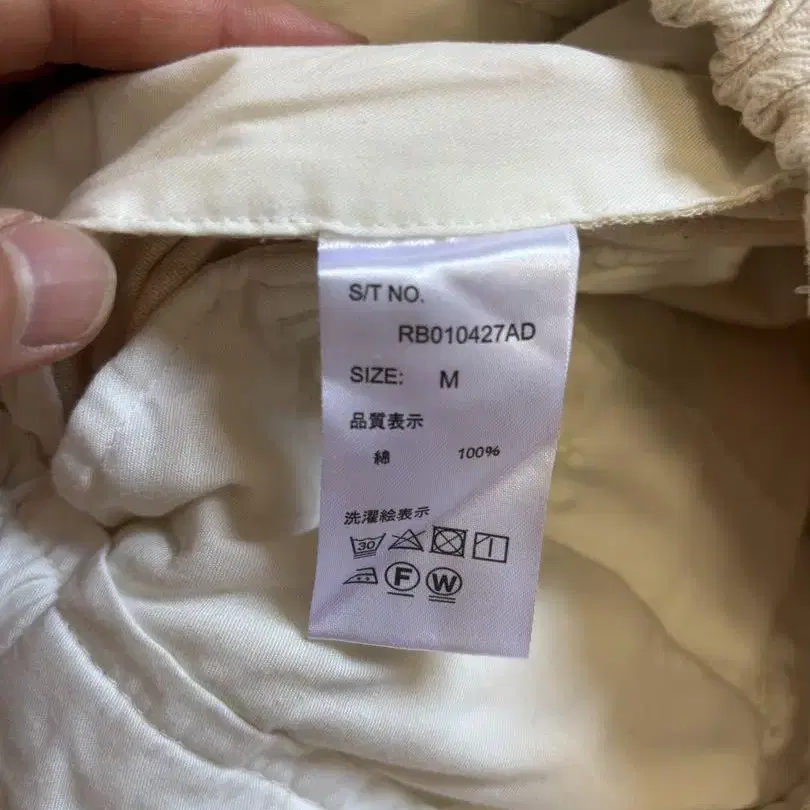 S/T NO.
RB010427AD
SIZE: M
品質表示
綿 100%
洗濯絵表示
30
F W